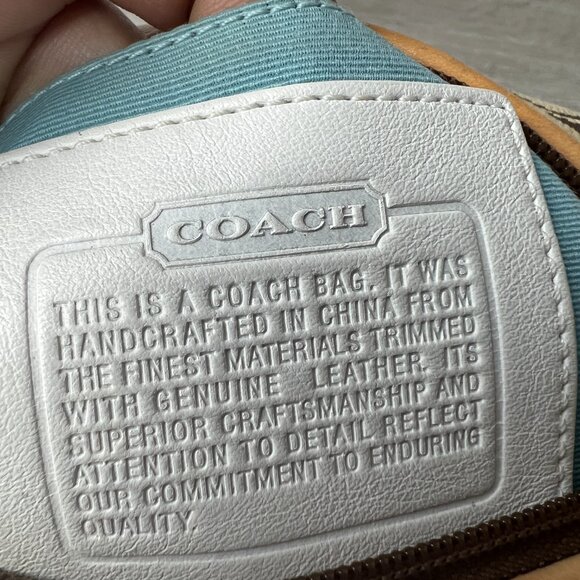 COACH
THIS IS A COACH BAG. IT WAS
HANDCRAFTED IN CHINA FROM
THE FINEST MATERIALS TRIMMED
WITH GENUINE LEATHER. ITS
SUPERIOR CRAFTSMANSHIP AND
ATTENTION TO DETAIL REFLECT
OUR COMMITMENT TO ENDURING
QUALITY.